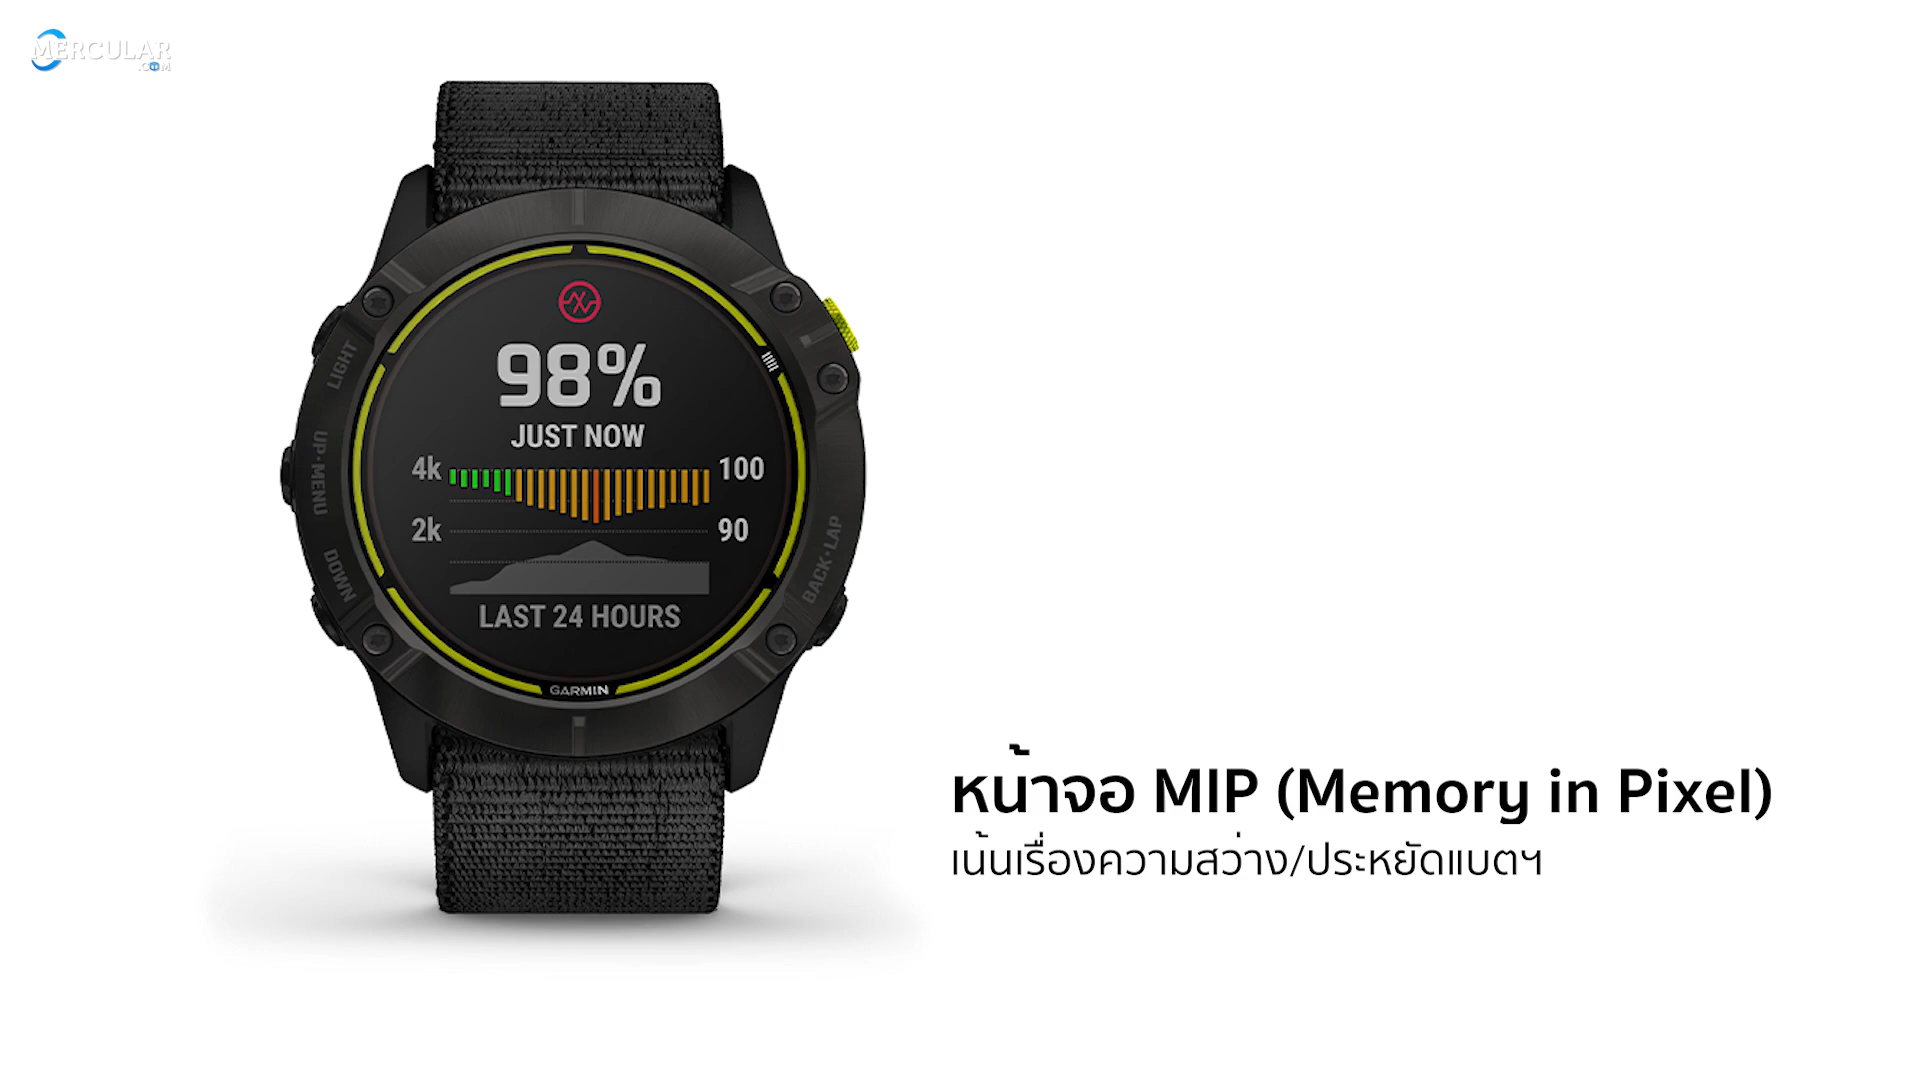 MERCULAR
.COM
98%
JUST NOW
4k
100
2k
90
LAST 24 HOURS
GARMIN
LIGHT
UP·MENU
DOWN
BACK·LAP
หน้าจอ MIP (Memory in Pixel)
เน้นเรื่องความสว่าง/ประหยัดแบตฯ